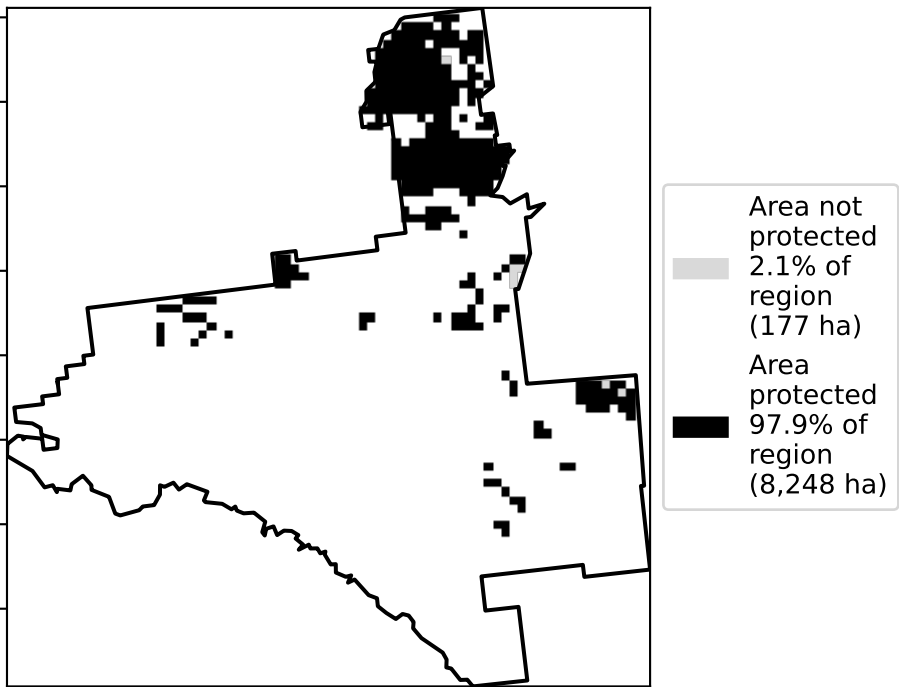 Area not
protected
2.1% of
region
(177 ha)
Area
protected
97.9% of
region
(8,248 ha)